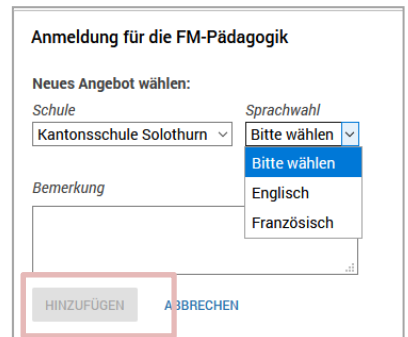 Anmeldung für die FM-Pädagogik
Neues Angebot wählen:
Schule Sprachwahl
Kantonsschule Solothurn Bitte wählen
Bitte wählen
Englisch
Französisch
Bemerkung
HINZUFÜGEN ABBRECHEN